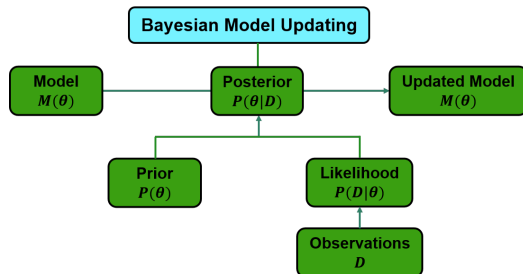 Bayesian Model Updating
Model
M(θ)
Posterior
P(θ|D)
Updated Model
M(θ)
Prior
P(θ)
Likelihood
P(D|θ)
Observations
D